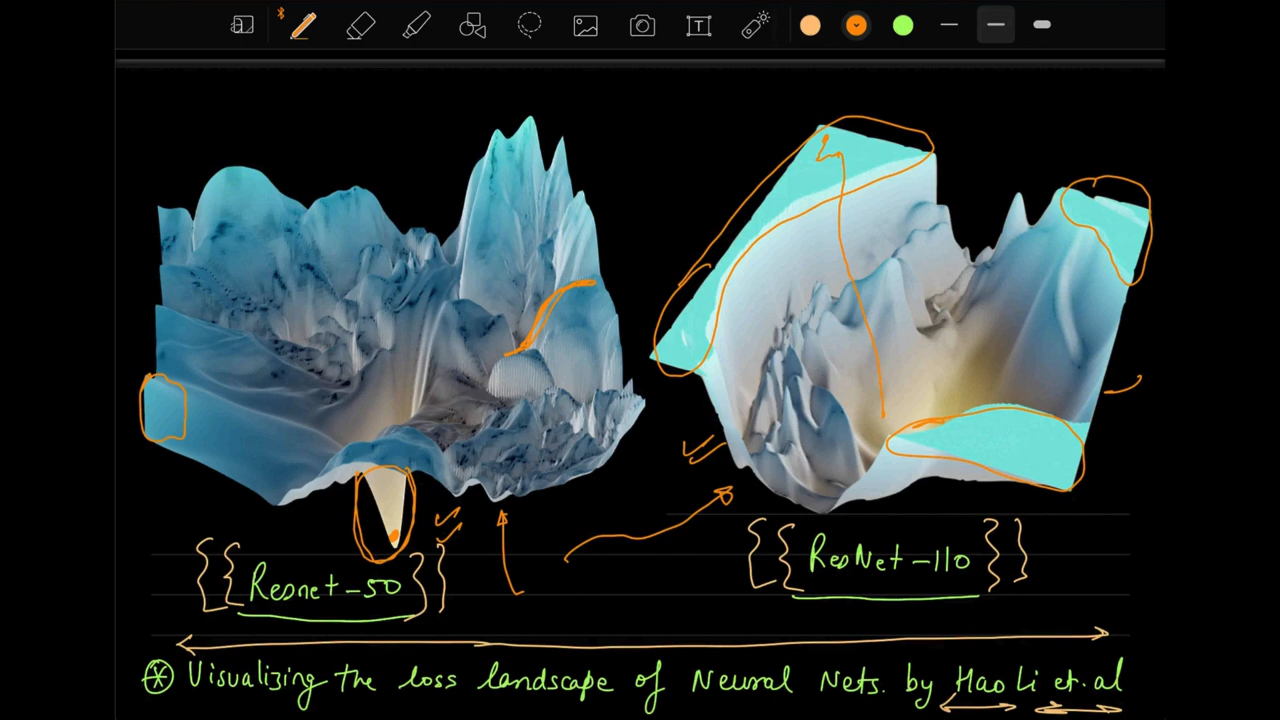 Resnet-50
ResNet-110
Visualizing the loss landscape of Neural Nets. by Hao Li et.al